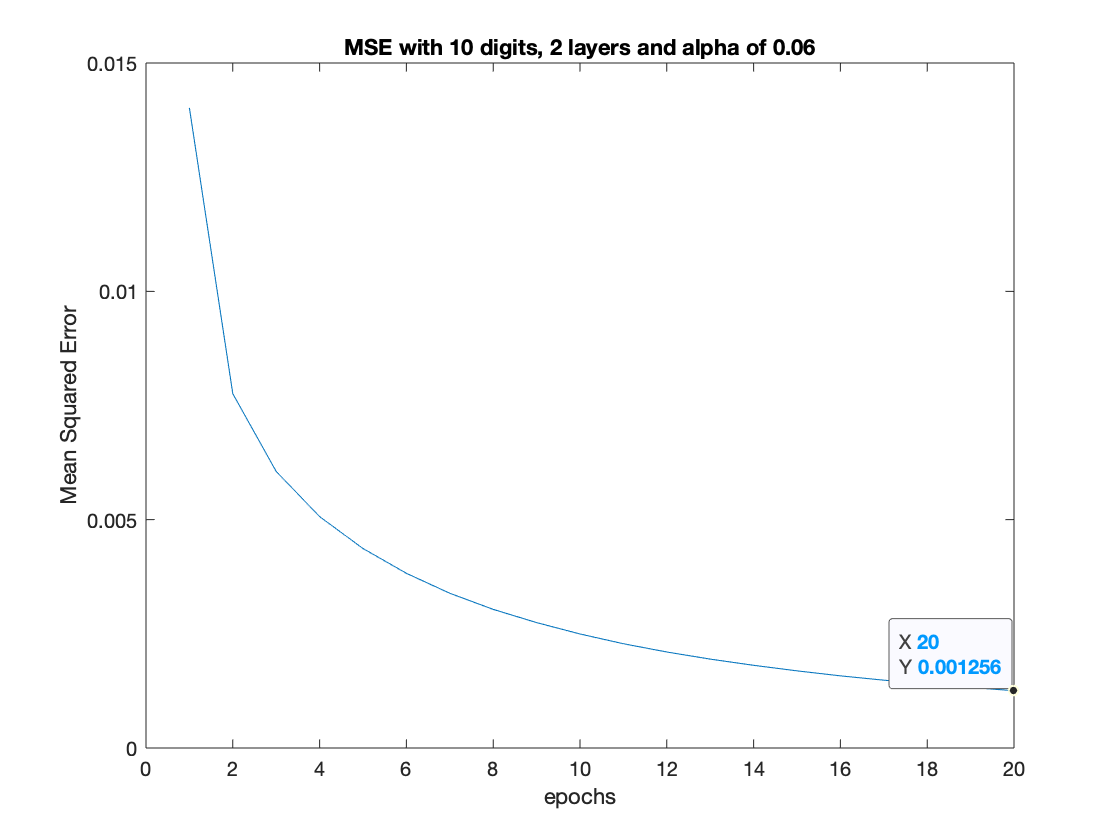 MSE with 10 digits, 2 layers and alpha of 0.06
0.015
0.01
0.005
0
Mean Squared Error
X 20
Y 0.001256
0 2 4 6 8 10 12 14 16 18 20
epochs